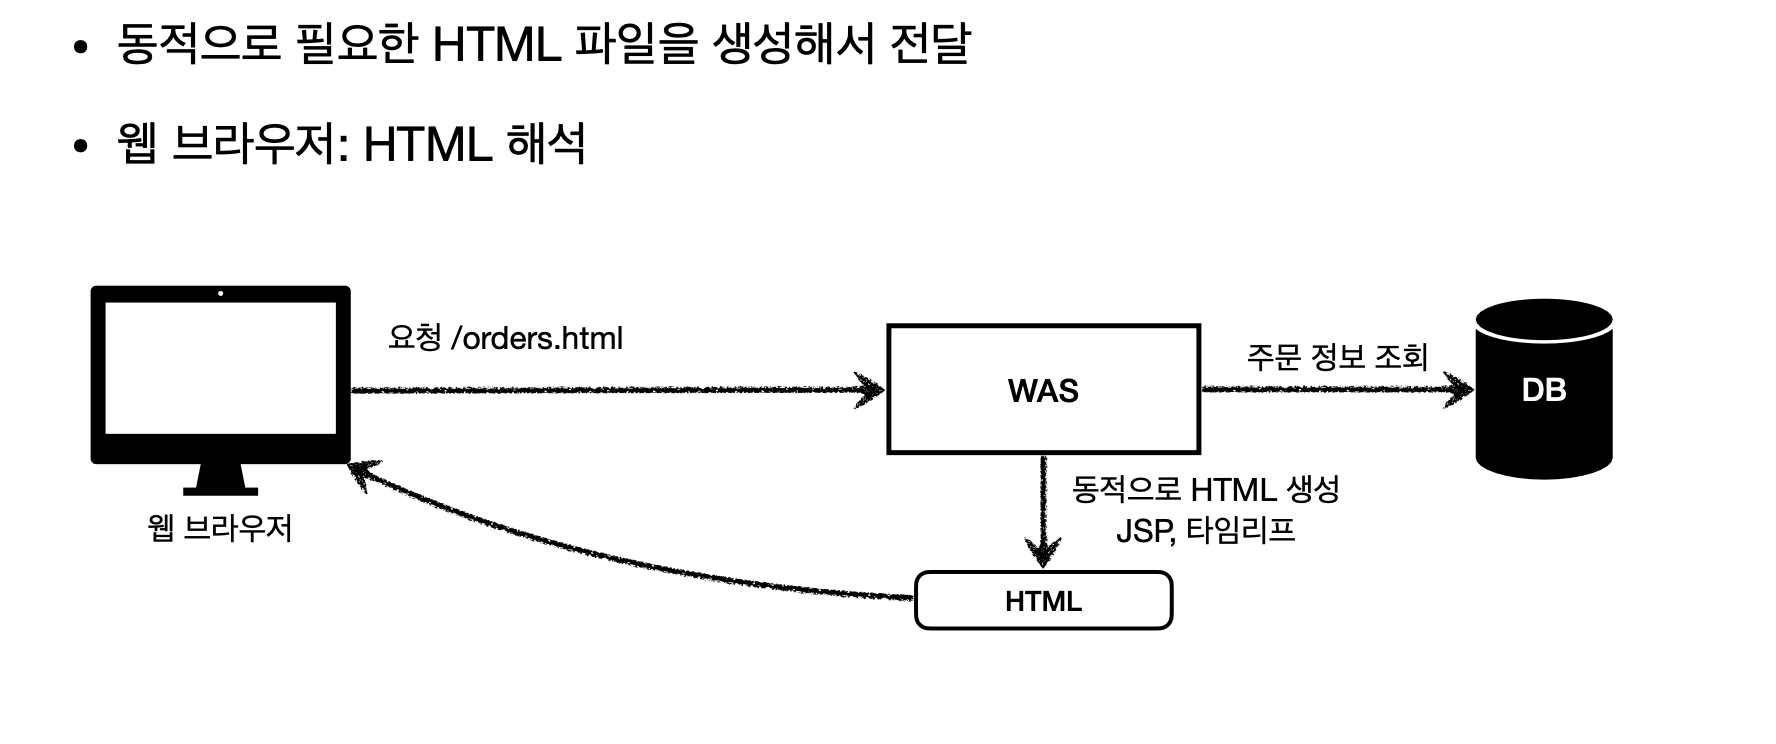 • 동적으로 필요한 HTML 파일을 생성해서 전달
• 웹 브라우저: HTML 해석
요청 /orders.html
WAS
주문 정보 조회
DB
동적으로 HTML 생성
JSP, 타임리프
웹 브라우저
HTML